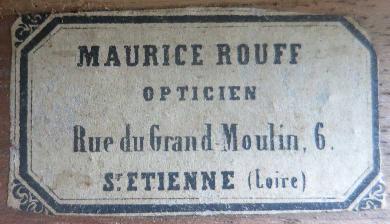 MAURICE ROUFF
OPTICIEN
Rue du Grand-Moulin, 6.
ST ETIENNE (Loire)